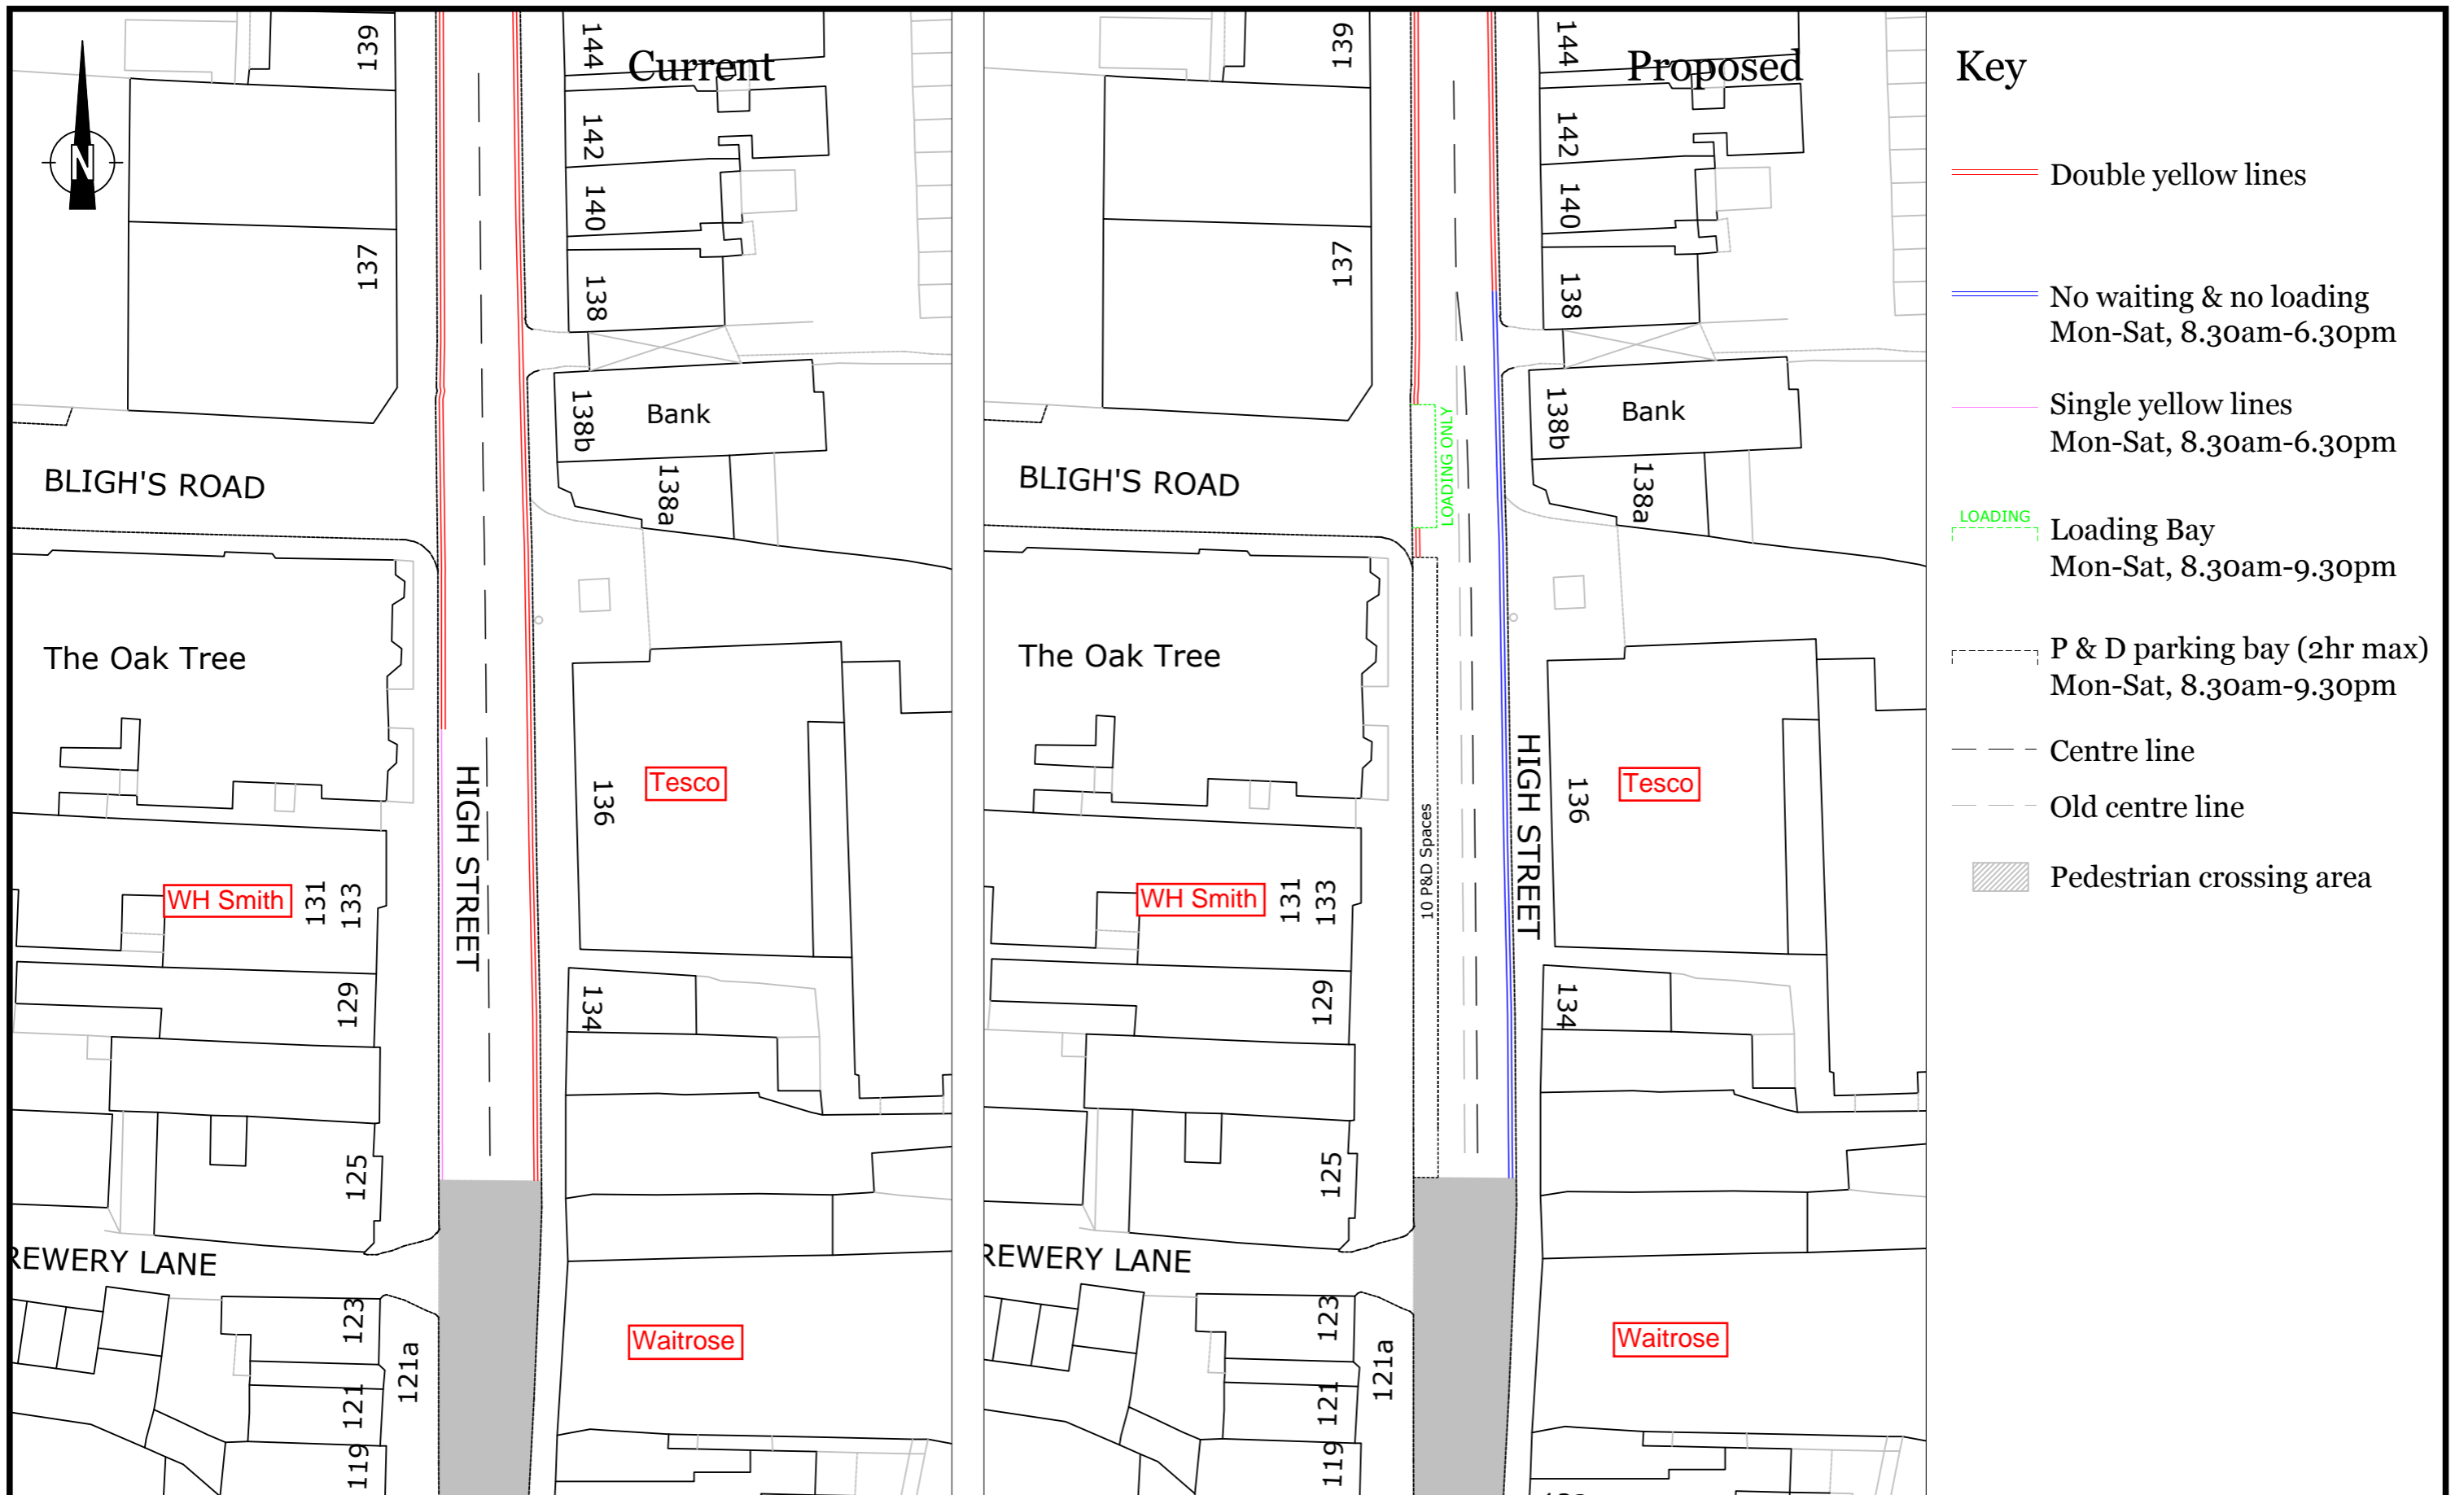 Current
139
144
N
142
140
137
138
138b
Bank
BLIGH'S ROAD
138a
The Oak Tree
HIGH STREET
136
Tesco
WH Smith
131
133
129
134
125
REWERY LANE
123
Waitrose
121a
121
119
Proposed
139
144
142
140
137
138
138b
Bank
LOADING ONLY
BLIGH'S ROAD
138a
The Oak Tree
HIGH STREET
136
Tesco
10 P&D Spaces
WH Smith
131
133
129
134
125
REWERY LANE
123
Waitrose
121a
121
119
Key
Double yellow lines
No waiting & no loading
Mon-Sat, 8.30am-6.30pm
Single yellow lines
Mon-Sat, 8.30am-6.30pm
LOADING
Loading Bay
Mon-Sat, 8.30am-9.30pm
P & D parking bay (2hr max)
Mon-Sat, 8.30am-9.30pm
Centre line
Old centre line
Pedestrian crossing area